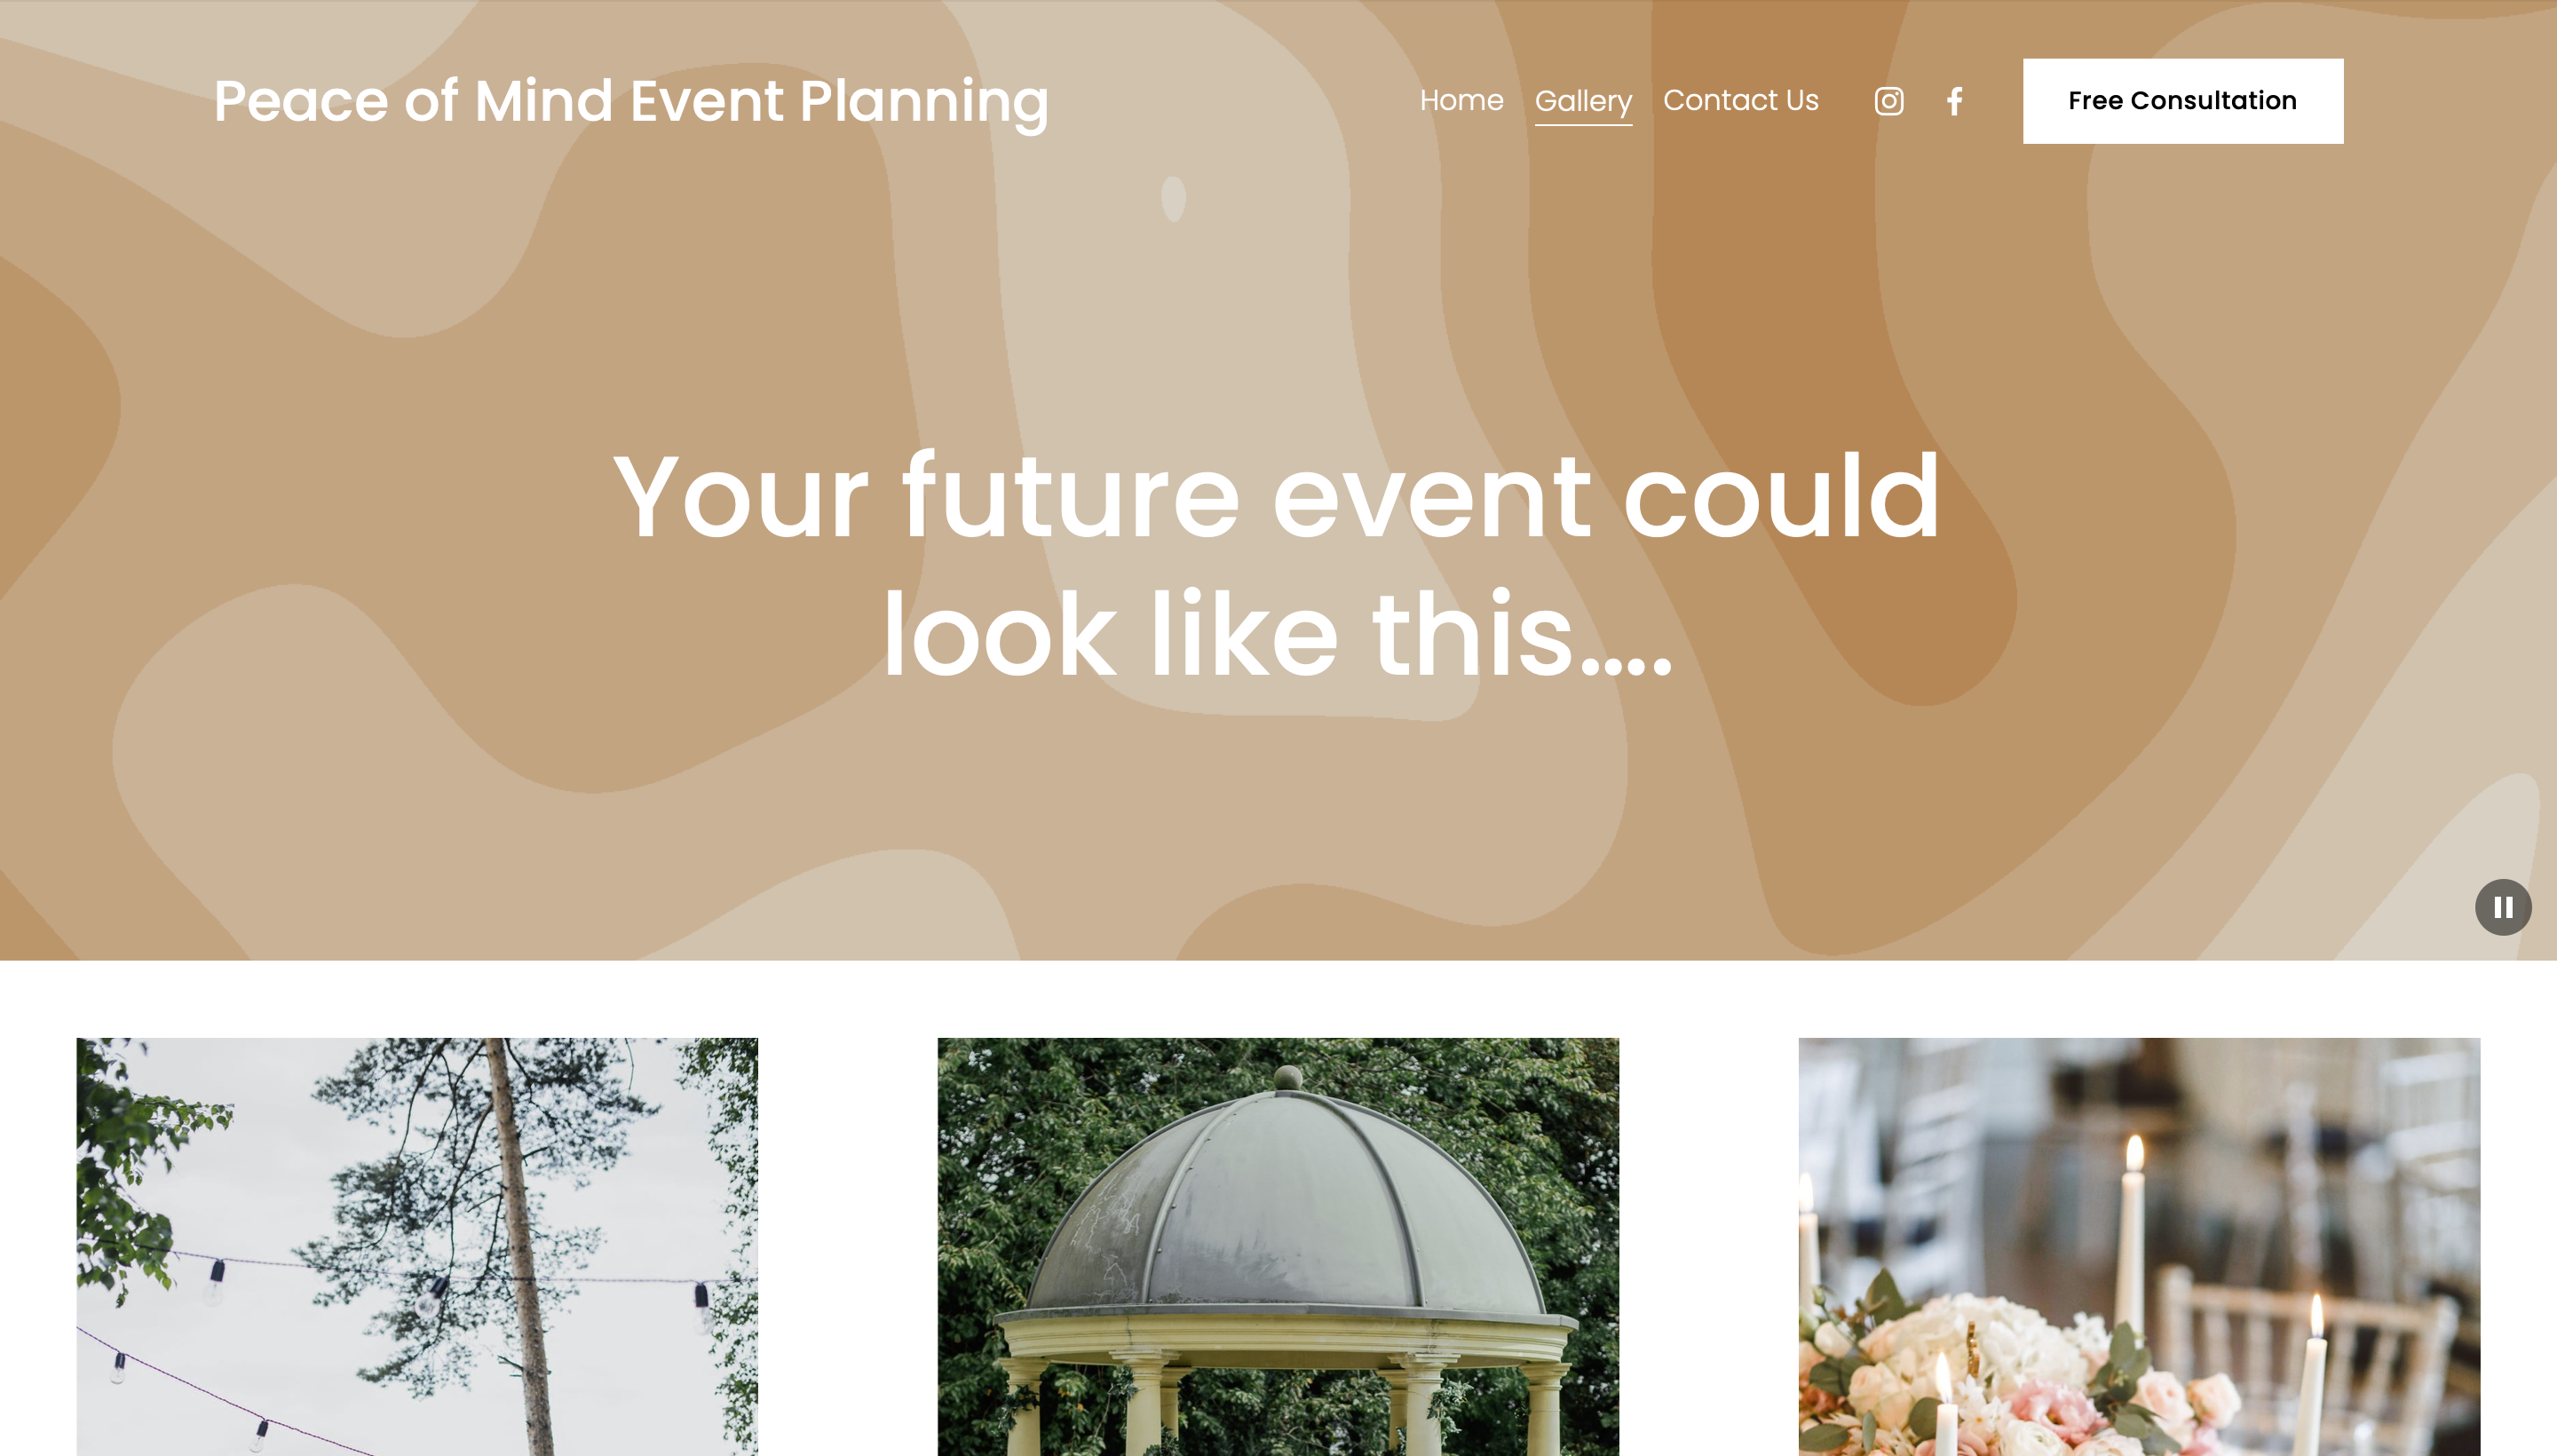 Peace of Mind Event Planning
Home Gallery Contact Us Free Consultation
Your future event could
look like this....